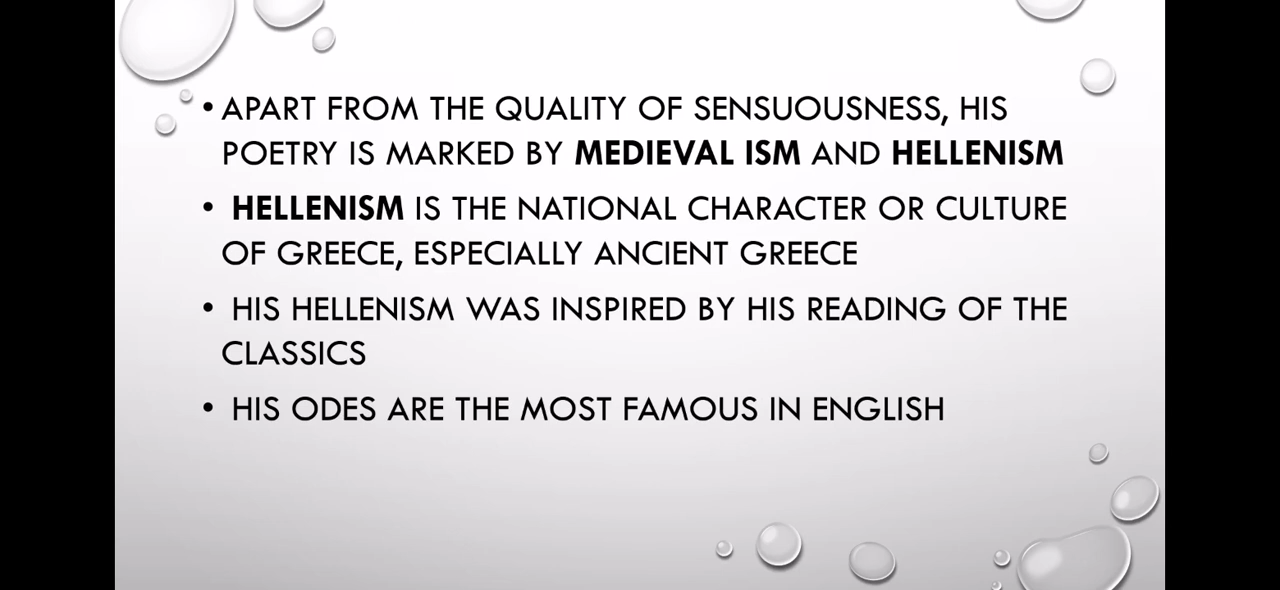 • APART FROM THE QUALITY OF SENSUOUSNESS, HIS
POETRY IS MARKED BY MEDIEVAL ISM AND HELLENISM
• HELLENISM IS THE NATIONAL CHARACTER OR CULTURE
OF GREECE, ESPECIALLY ANCIENT GREECE
• HIS HELLENISM WAS INSPIRED BY HIS READING OF THE
CLASSICS
• HIS ODES ARE THE MOST FAMOUS IN ENGLISH